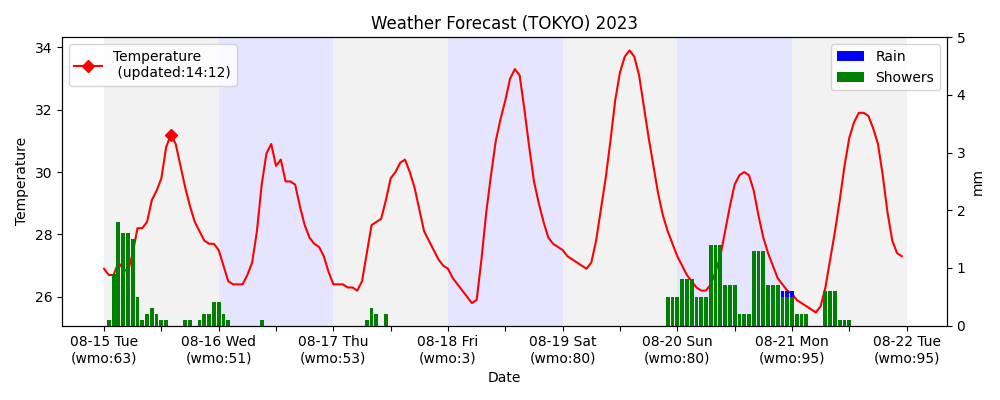 Weather Forecast (TOKYO) 2023
Temperature
(updated:14:12)
Rain
Showers
34
32
30
28
26
Temperature
5
4
3
2
1
0
mm
08-15 Tue
(wmo:63)
08-16 Wed
(wmo:51)
08-17 Thu
(wmo:53)
08-18 Fri
(wmo:3)
08-19 Sat
(wmo:80)
08-20 Sun
(wmo:80)
08-21 Mon
(wmo:95)
08-22 Tue
(wmo:95)
Date